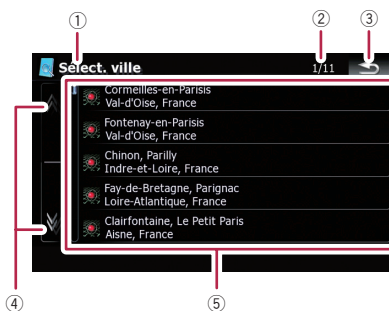 ① ② ③
Sélect. ville 1/11
Cormeilles-en-Parisis
Val-d'Oise, France
Fontenay-en-Parisis
Val-d'Oise, France
Chinon, Parilly
Indre-et-Loire, France
Fay-de-Bretagne, Parignac
Loire-Atlantique, France
Clairfontaine, Le Petit Paris
Aisne, France
④ ⑤